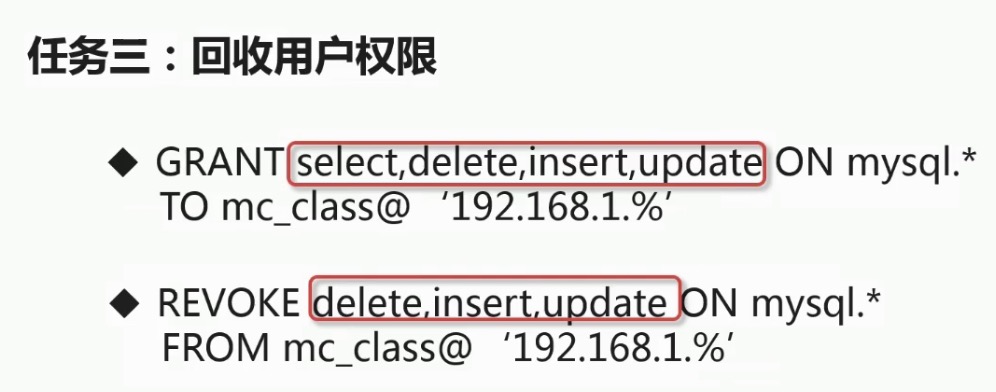 任务三：回收用户权限
◆ GRANT select,delete,insert,update ON mysql.*
TO mc_class@ ‘192.168.1.%’
◆ REVOKE delete,insert,update ON mysql.*
FROM mc_class@ ‘192.168.1.%’